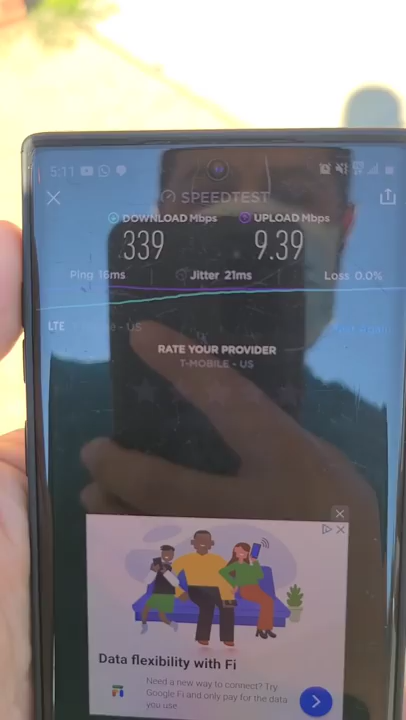 5:11
SPEEDTEST
DOWNLOAD Mbps UPLOAD Mbps
339 9.39
Ping 16ms Jitter 21ms Loss 0.0%
LTE - US
RATE YOUR PROVIDER
T-MOBILE - US
Data flexibility with Fi
Need a new way to connect? Try
Google Fi and only pay for the data
you use.